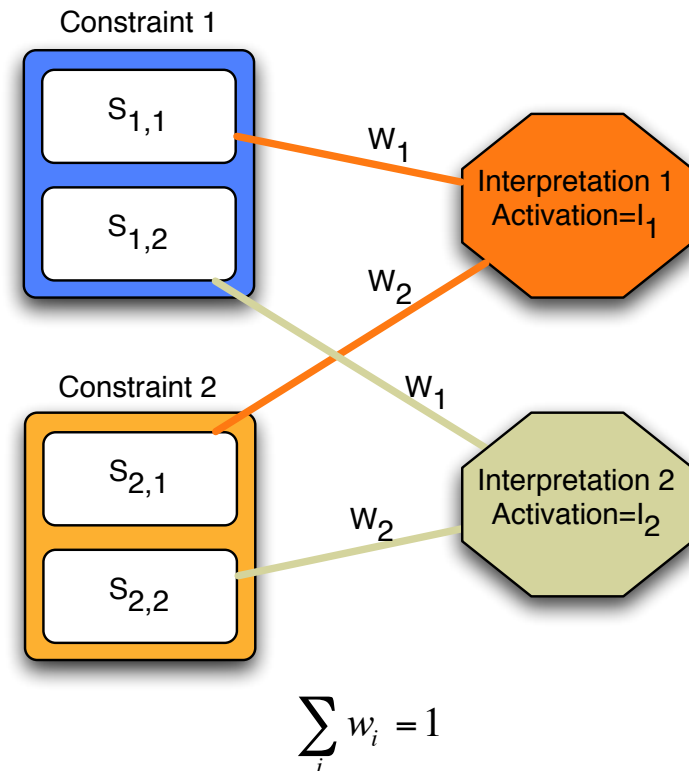 Constraint 1
S1,1
S1,2
W1
Interpretation 1
Activation=I1
W2
Constraint 2
W1
S2,1
S2,2
W2
Interpretation 2
Activation=I2
∑i wi = 1